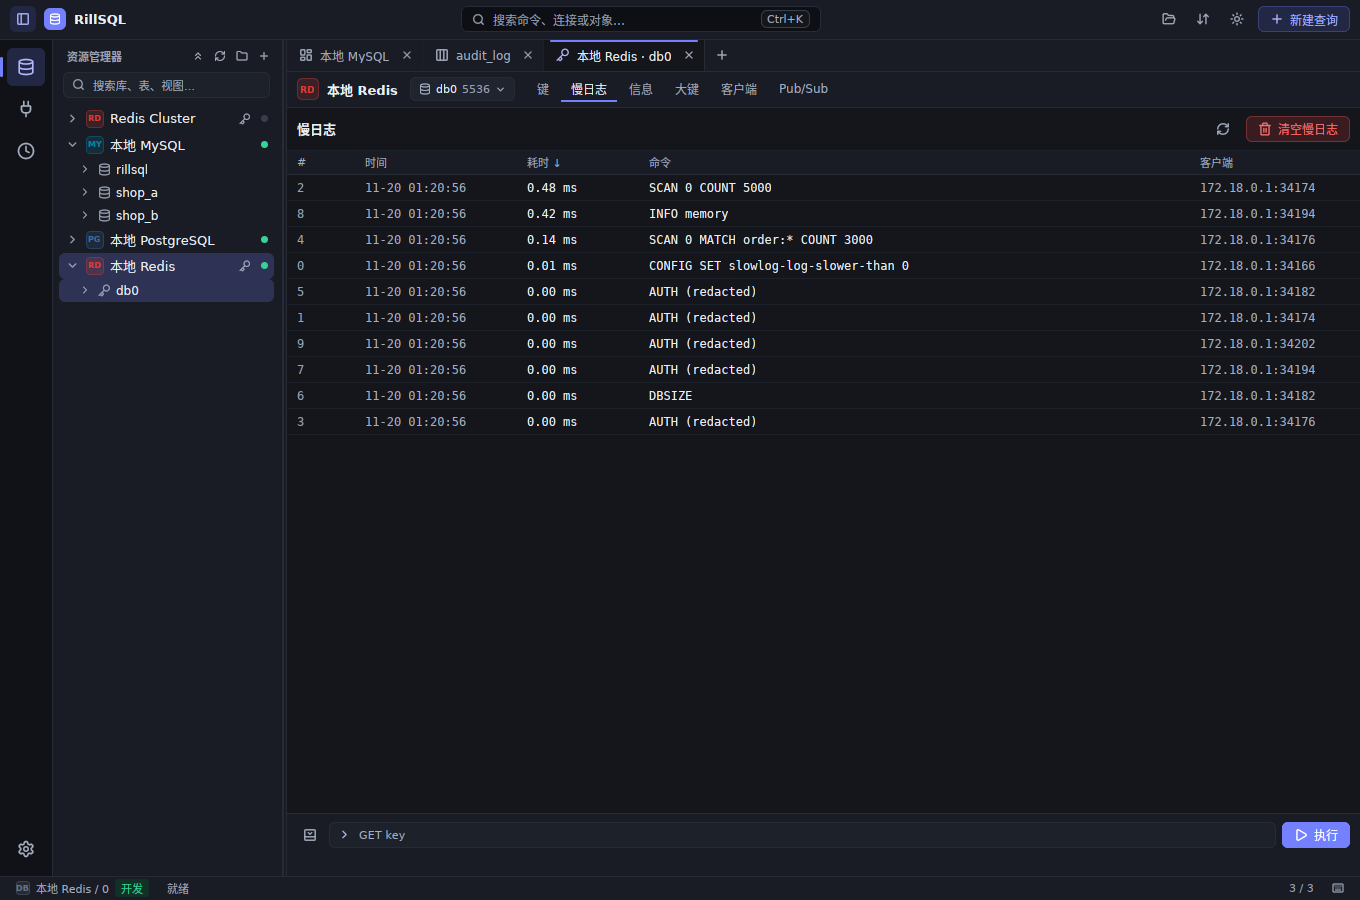 RillSQL
搜索命令、连接或对象... Ctrl+K
新建查询
资源管理器
搜索库、表、视图...
RD Redis Cluster
MY 本地 MySQL
rillsql
shop_a
shop_b
PG 本地 PostgreSQL
RD 本地 Redis
db0
本地 MySQL
audit_log
本地 Redis · db0
RD 本地 Redis db0 5536 键 慢日志 信息 大键 客户端 Pub/Sub
慢日志 清空慢日志
# 时间 耗时 ↓ 命令 客户端
2 11-20 01:20:56 0.48 ms SCAN 0 COUNT 5000 172.18.0.1:34174
8 11-20 01:20:56 0.42 ms INFO memory 172.18.0.1:34194
4 11-20 01:20:56 0.14 ms SCAN 0 MATCH order:* COUNT 3000 172.18.0.1:34176
0 11-20 01:20:56 0.01 ms CONFIG SET slowlog-log-slower-than 0 172.18.0.1:34166
5 11-20 01:20:56 0.00 ms AUTH (redacted) 172.18.0.1:34182
1 11-20 01:20:56 0.00 ms AUTH (redacted) 172.18.0.1:34174
9 11-20 01:20:56 0.00 ms AUTH (redacted) 172.18.0.1:34202
7 11-20 01:20:56 0.00 ms AUTH (redacted) 172.18.0.1:34194
6 11-20 01:20:56 0.00 ms DBSIZE 172.18.0.1:34182
3 11-20 01:20:56 0.00 ms AUTH (redacted) 172.18.0.1:34176
GET key 执行
DB 本地 Redis / 0 开发 就绪 3 / 3